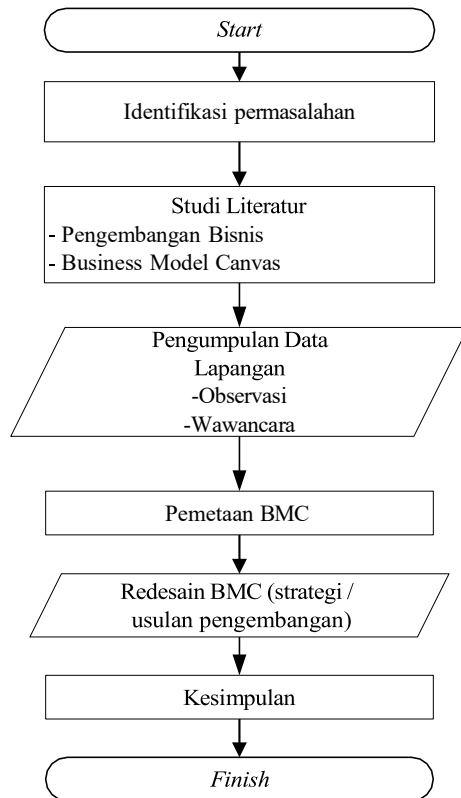 Start
Identifikasi permasalahan
Studi Literatur
- Pengembangan Bisnis
- Business Model Canvas
Pengumpulan Data
Lapangan
-Observasi
-Wawancara
Pemetaan BMC
Redesain BMC (strategi /
usulan pengembangan)
Kesimpulan
Finish